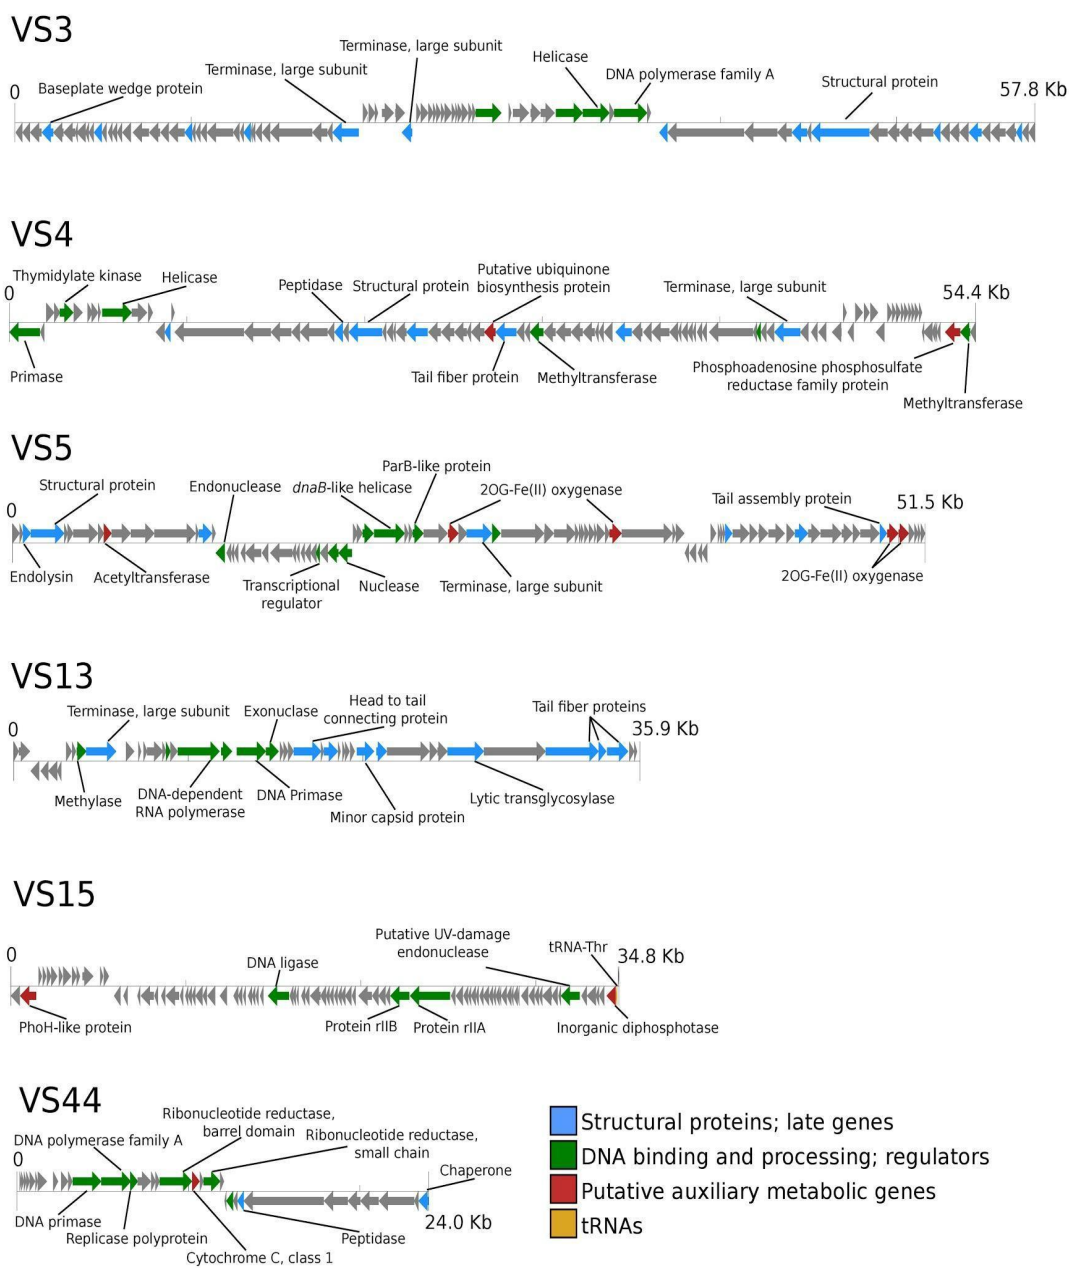 VS3
Terminase, large subunit
Helicase
Terminase, large subunit
DNA polymerase family A
Baseplate wedge protein
Structural protein
0
57.8 Kb
VS4
Thymidylate kinase
Helicase
Peptidase
Structural protein
Putative ubiquinone
biosynthesis protein
Terminase, large subunit
0
54.4 Kb
Primase
Tail fiber protein
Methyltransferase
Phosphoadenosine phosphosulfate
reductase family protein
Methyltransferase
VS5
ParB-like protein
Structural protein
Endonuclease
dnaB-like helicase
2OG-Fe(II) oxygenase
Tail assembly protein
0
51.5 Kb
Endolysin
Acetyltransferase
Transcriptional
regulator
Nuclease
Terminase, large subunit
2OG-Fe(II) oxygenase
VS13
Terminase, large subunit
Exonuclease
Head to tail
connecting protein
Tail fiber proteins
0
35.9 Kb
Methylase
DNA-dependent
RNA polymerase
DNA Primase
Minor capsid protein
Lytic transglycosylase
VS15
Putative UV-damage
endonuclease
tRNA-Thr
0
DNA ligase
34.8 Kb
PhoH-like protein
Protein rIIB
Protein rIIA
Inorganic diphosphotase
VS44
Ribonucleotide reductase,
barrel domain
DNA polymerase family A
Ribonucleotide reductase,
small chain
0
Chaperone
DNA primase
Replicase polyprotein
Cytochrome C, class 1
Peptidase
24.0 Kb
Structural proteins; late genes
DNA binding and processing; regulators
Putative auxiliary metabolic genes
tRNAs